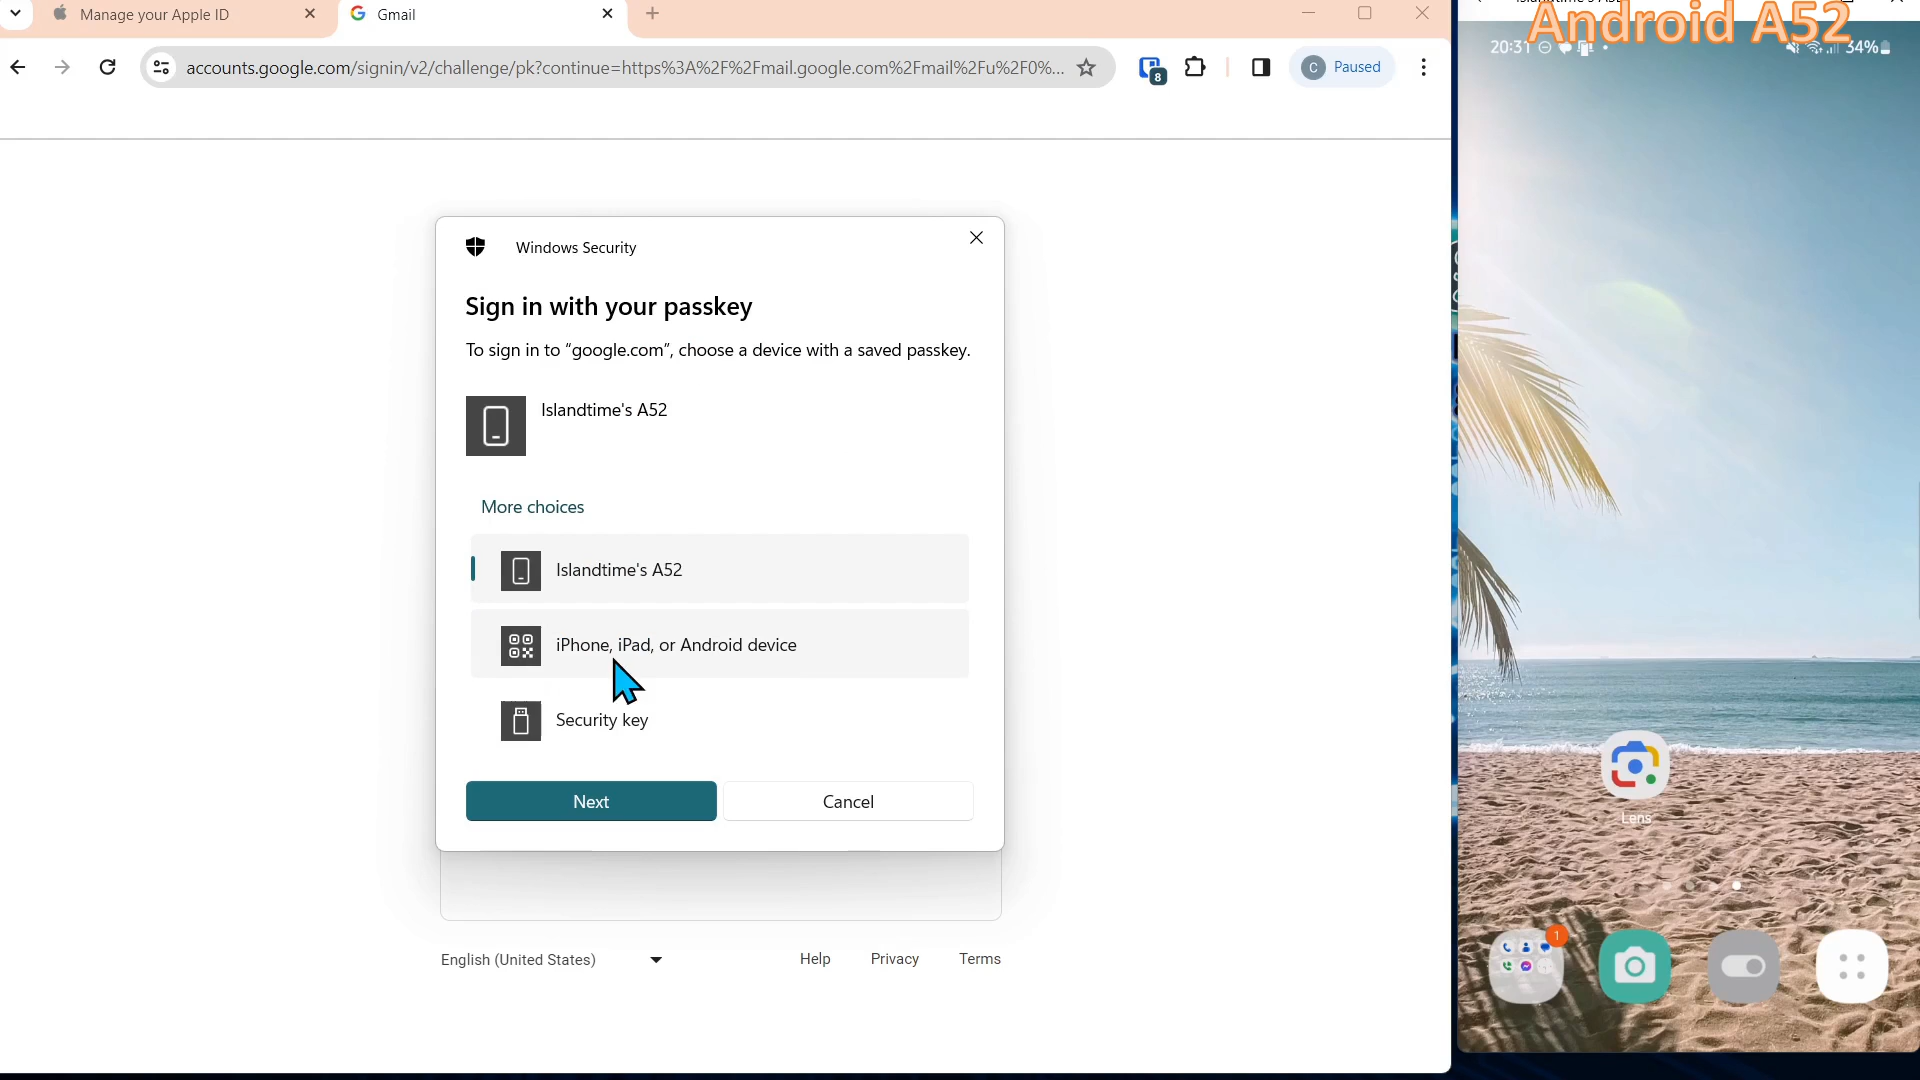 Manage your Apple ID
Gmail
accounts.google.com/signin/v2/challenge/pk?continue=https%3A%2F%2Fmail.google.com%2Fmail%2Fu%2F0%...
8
C
Paused
Windows Security
Sign in with your passkey
To sign in to “google.com”, choose a device with a saved passkey.
Islandtime's A52
More choices
Islandtime's A52
iPhone, iPad, or Android device
Security key
Next
Cancel
English (United States)
Help
Privacy
Terms
Android A52
20:31
34%
Lens
1